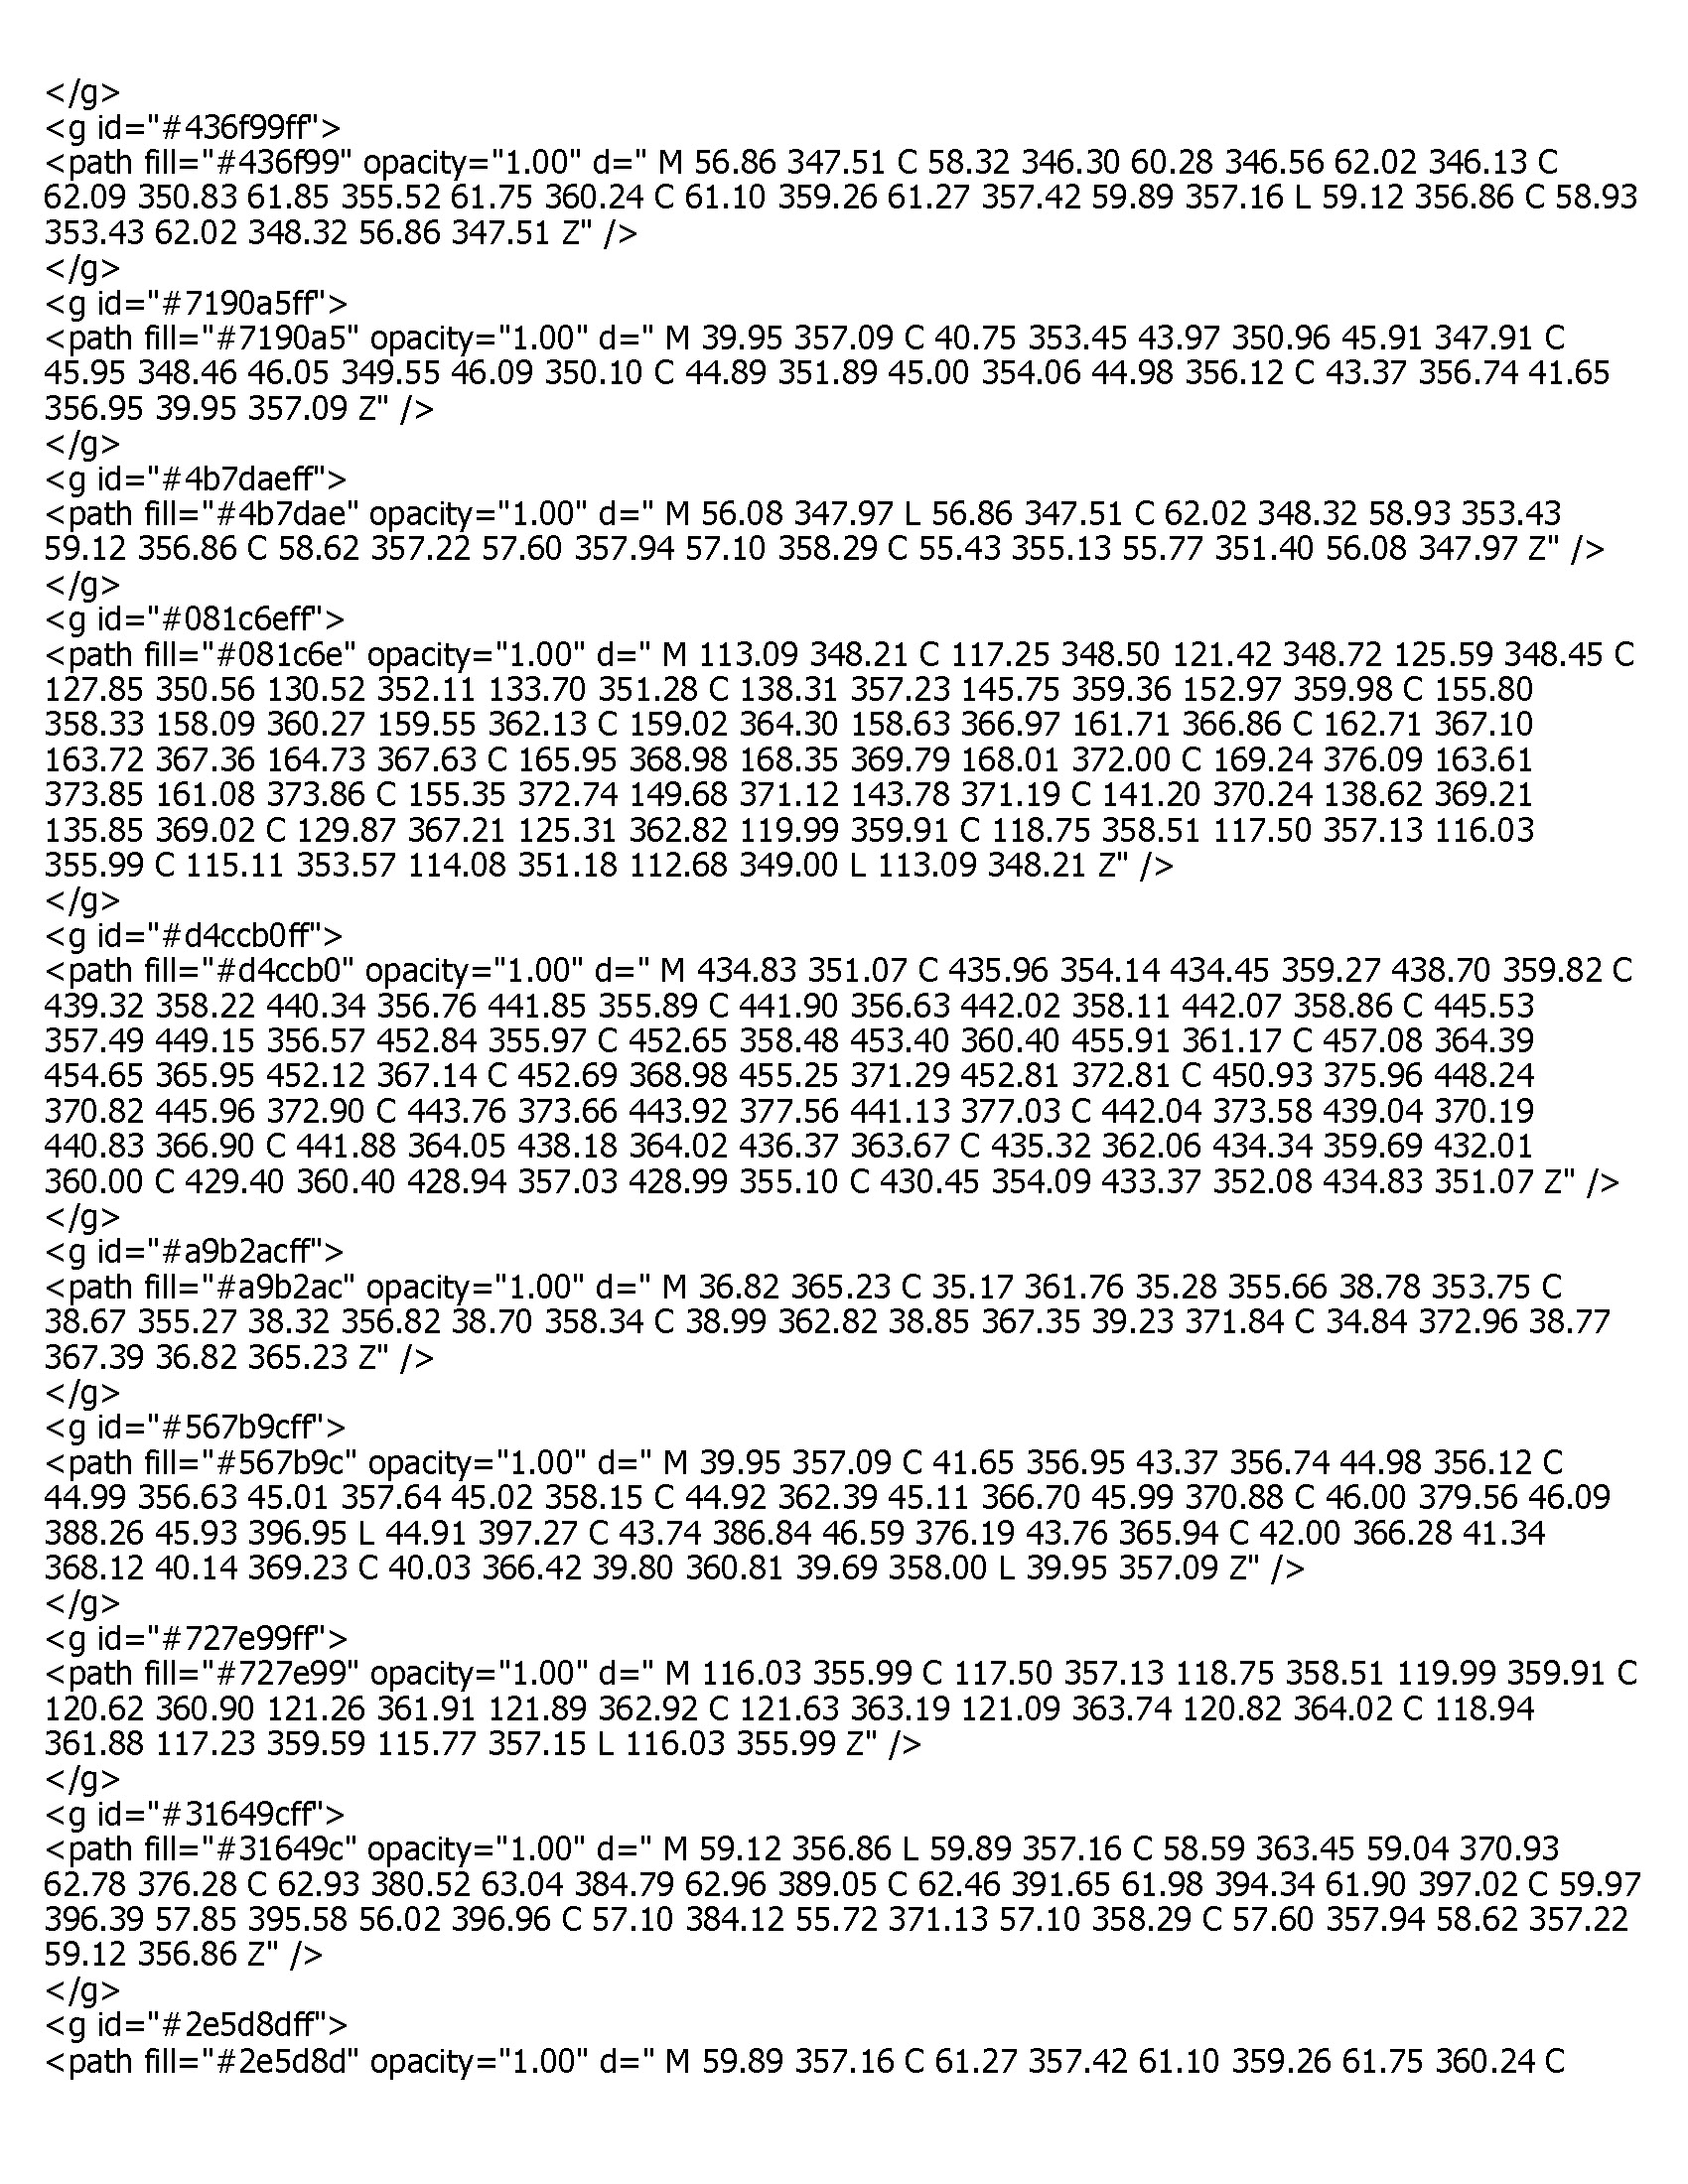 </g>
<g id="#436f99ff">
<path fill="#436f99" opacity="1.00" d=" M 56.86 347.51 C 58.32 346.30 60.28 346.56 62.02 346.13 C
62.09 350.83 61.85 355.52 61.75 360.24 C 61.10 359.26 61.27 357.42 59.89 357.16 L 59.12 356.86 C 58.93
353.43 62.02 348.32 56.86 347.51 Z" />
</g>
<g id="#7190a5ff">
<path fill="#7190a5" opacity="1.00" d=" M 39.95 357.09 C 40.75 353.45 43.97 350.96 45.91 347.91 C
45.95 348.46 46.05 349.55 46.09 350.10 C 44.89 351.89 45.00 354.06 44.98 356.12 C 43.37 356.74 41.65
356.95 39.95 357.09 Z" />
</g>
<g id="#4b7daeff">
<path fill="#4b7dae" opacity="1.00" d=" M 56.08 347.97 L 56.86 347.51 C 62.02 348.32 58.93 353.43
59.12 356.86 C 58.62 357.22 57.60 357.94 57.10 358.29 C 55.43 355.13 55.77 351.40 56.08 347.97 Z" />
</g>
<g id="#081c6eff">
<path fill="#081c6e" opacity="1.00" d=" M 113.09 348.21 C 117.25 348.50 121.42 348.72 125.59 348.45 C
127.85 350.56 130.52 352.11 133.70 351.28 C 138.31 357.23 145.75 359.36 152.97 359.98 C 155.80
358.33 158.09 360.27 159.55 362.13 C 159.02 364.30 158.63 366.97 161.71 366.86 C 162.71 367.10
163.72 367.36 164.73 367.63 C 165.95 368.98 168.35 369.79 168.01 372.00 C 169.24 376.09 163.61
373.85 161.08 373.86 C 155.35 372.74 149.68 371.12 143.78 371.19 C 141.20 370.24 138.62 369.21
135.85 369.02 C 129.87 367.21 125.31 362.82 119.99 359.91 C 118.75 358.51 117.50 357.13 116.03
355.99 C 115.11 353.57 114.08 351.18 112.68 349.00 L 113.09 348.21 Z" />
</g>
<g id="#d4ccb0ff">
<path fill="#d4ccb0" opacity="1.00" d=" M 434.83 351.07 C 435.96 354.14 434.45 359.27 438.70 359.82 C
439.32 358.22 440.34 356.76 441.85 355.89 C 441.90 356.63 442.02 358.11 442.07 358.86 C 445.53
357.49 449.15 356.57 452.84 355.97 C 452.65 358.48 453.40 360.40 455.91 361.17 C 457.08 364.39
454.65 365.95 452.12 367.14 C 452.69 368.98 455.25 371.29 452.81 372.81 C 450.93 375.96 448.24
370.82 445.96 372.90 C 443.76 373.66 443.92 377.56 441.13 377.03 C 442.04 373.58 439.04 370.19
440.83 366.90 C 441.88 364.05 438.18 364.02 436.37 363.67 C 435.32 362.06 434.34 359.69 432.01
360.00 C 429.40 360.40 428.94 357.03 428.99 355.10 C 430.45 354.09 433.37 352.08 434.83 351.07 Z" />
</g>
<g id="#a9b2acff">
<path fill="#a9b2ac" opacity="1.00" d=" M 36.82 365.23 C 35.17 361.76 35.28 355.66 38.78 353.75 C
38.67 355.27 38.32 356.82 38.70 358.34 C 38.99 362.82 38.85 367.35 39.23 371.84 C 34.84 372.96 38.77
367.39 36.82 365.23 Z" />
</g>
<g id="#567b9cff">
<path fill="#567b9c" opacity="1.00" d=" M 39.95 357.09 C 41.65 356.95 43.37 356.74 44.98 356.12 C
44.99 356.63 45.01 357.64 45.02 358.15 C 44.92 362.39 45.11 366.70 45.99 370.88 C 46.00 379.56 46.09
388.26 45.93 396.95 L 44.91 397.27 C 43.74 386.84 46.59 376.19 43.76 365.94 C 42.00 366.28 41.34
368.12 40.14 369.23 C 40.03 366.42 39.80 360.81 39.69 358.00 L 39.95 357.09 Z" />
</g>
<g id="#727e99ff">
<path fill="#727e99" opacity="1.00" d=" M 116.03 355.99 C 117.50 357.13 118.75 358.51 119.99 359.91 C
120.62 360.90 121.26 361.91 121.89 362.92 C 121.63 363.19 121.09 363.74 120.82 364.02 C 118.94
361.88 117.23 359.59 115.77 357.15 L 116.03 355.99 Z" />
</g>
<g id="#31649cff">
<path fill="#31649c" opacity="1.00" d=" M 59.12 356.86 L 59.89 357.16 C 58.59 363.45 59.04 370.93
62.78 376.28 C 62.93 380.52 63.04 384.79 62.96 389.05 C 62.46 391.65 61.98 394.34 61.90 397.02 C 59.97
396.39 57.85 395.58 56.02 396.96 C 57.10 384.12 55.72 371.13 57.10 358.29 C 57.60 357.94 58.62 357.22
59.12 356.86 Z" />
</g>
<g id="#2e5d8dff">
<path fill="#2e5d8d" opacity="1.00" d=" M 59.89 357.16 C 61.27 357.42 61.10 359.26 61.75 360.24 C